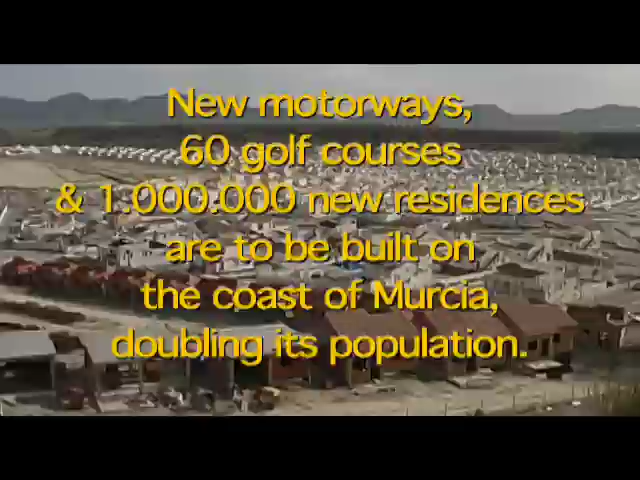 New motorways,
60 golf courses
& 1.000.000 new residences
are to be built on
the coast of Murcia,
doubling its population.